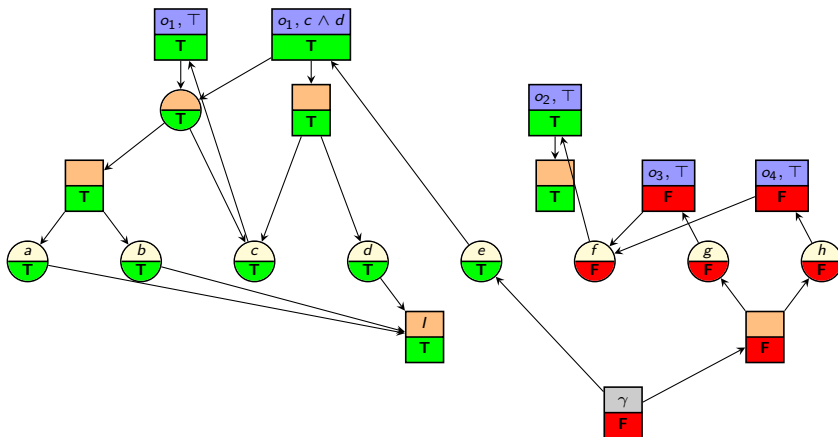 o₁, ⊤
T
o₁, c ∧ d
T
T
T
o₂, ⊤
T
T
T
o₃, ⊤
F
o₄, ⊤
F
a
T
b
T
c
T
d
T
e
T
f
F
g
F
h
F
I
T
F
γ
F